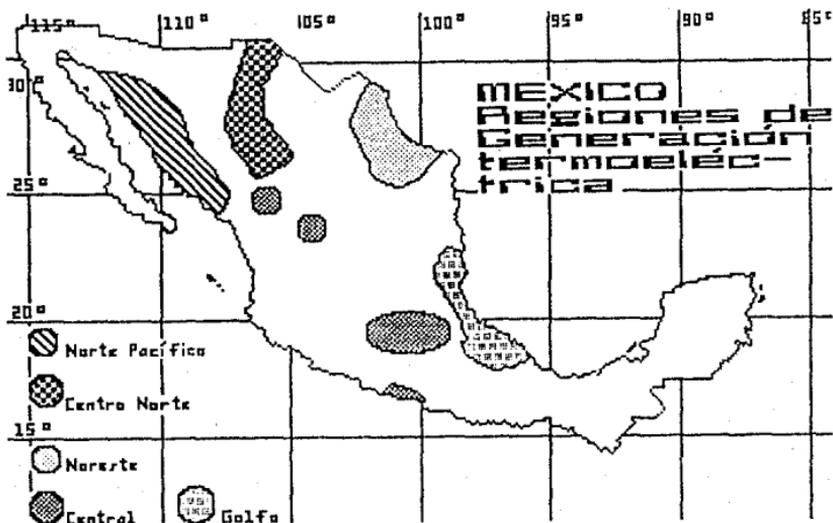 115° 110° 105° 100° 95° 90° 85°
30°
MEXICO
Regiones de
Generación
termoeléc-
trica
25°
20°
Norte Pacífico
Centro Norte
15°
Noreste
Central Golfo